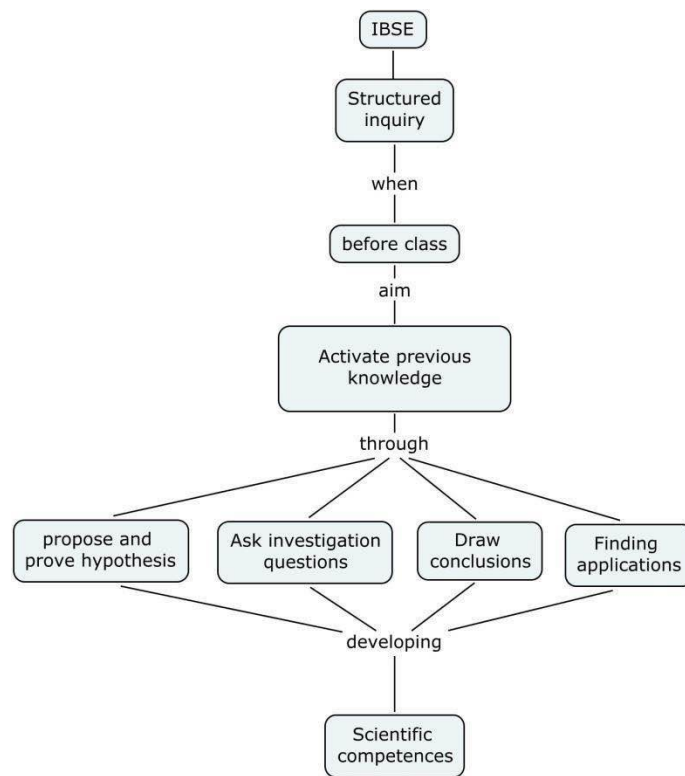 IBSE
Structured
inquiry
when
before class
aim
Activate previous
knowledge
through
propose and
prove hypothesis
Ask investigation
questions
Draw
conclusions
Finding
applications
developing
Scientific
competences